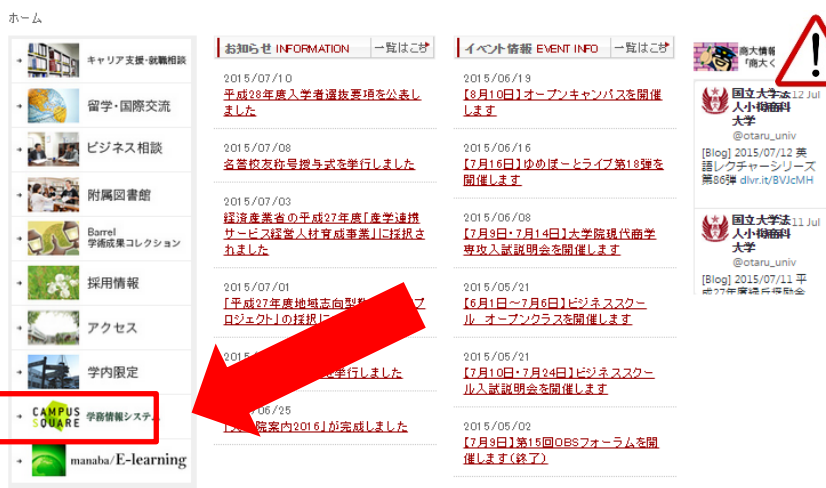 ホーム
キャリア支援・就職相談
留学・国際交流
ビジネス相談
附属図書館
Barrel
学術成果コレクション
採用情報
アクセス
学内限定
CAMPUS
SQUARE
学務情報システ
manaba/E-learning
お知らせ INFORMATION
一覧はこち
2015/07/10
平成28年度入学者選抜要項を公表し
ました
2015/07/08
名誉校友称号授与式を挙行しました
2015/07/03
経済産業省の平成27年度「産学連携
サービス経営人材育成事業」に採択さ
れました
2015/07/01
「平成27年度地域志向型
プ
ロジェクト」の採択
2015
挙行しました
06/25
院案内2016」が完成しました
イベント情報 EVENT INFO
一覧はこち
2015/06/19
【8月10日】オープンキャンパスを開催
します
2015/06/16
【7月16日】ゆめぽーとライブ第18弾を
開催します
2015/06/08
【7月9日・7月14日】大学院現代商学
専攻入試説明会を開催します
2015/05/21
【6月1日～7月6日】ビジネススクー
ル オープンクラスを開催します
2015/05/21
【7月10日・7月24日】ビジネススクー
ル入試説明会を開催します
2015/05/02
【7月9日】第15回OBSフォーラムを開
催します(終了)
商大情報
「商大く
!
国立大学法 12 Jul
人小樽商科
大学
@otaru_univ
[Blog] 2015/07/12 英
語レクチャーシリーズ
第86弾 dlvr.it/BVJcMH
国立大学法 11 Jul
人小樽商科
大学
@otaru_univ
[Blog] 2015/07/11 平